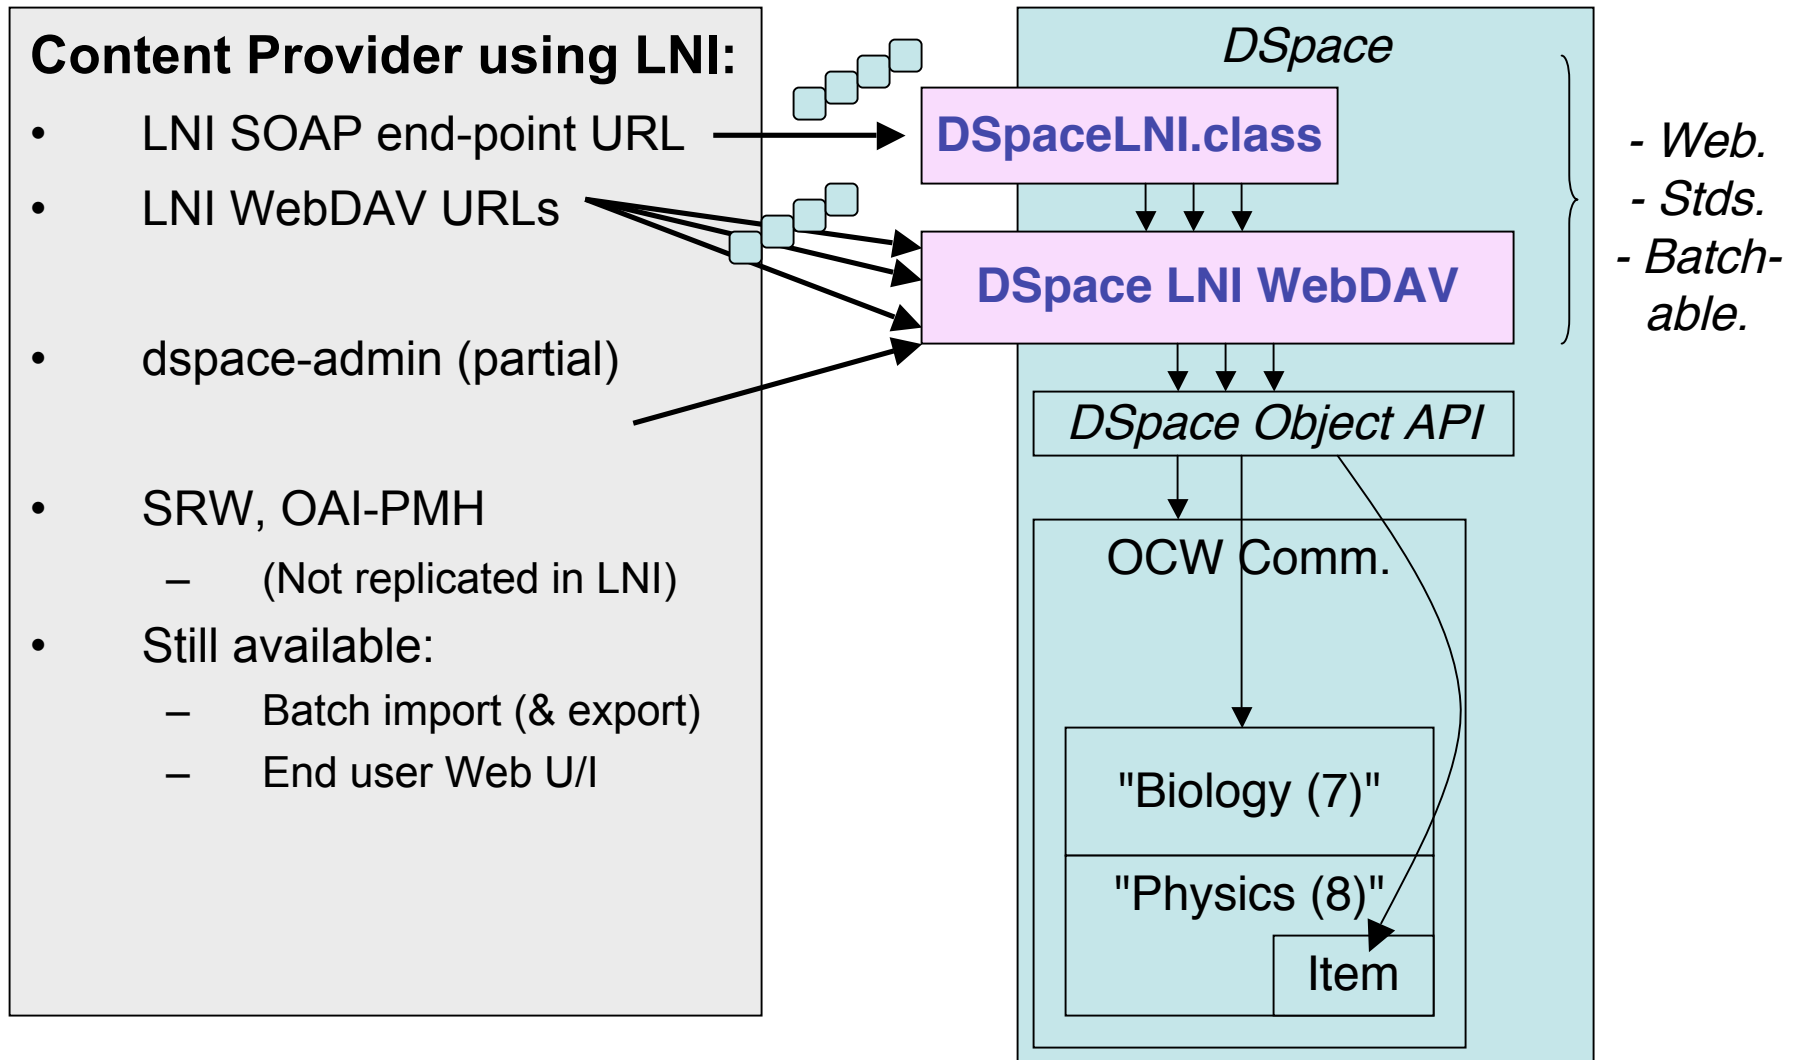 Content Provider using LNI:
• LNI SOAP end-point URL
• LNI WebDAV URLs
• dspace-admin (partial)
• SRW, OAI-PMH
– (Not replicated in LNI)
• Still available:
– Batch import (& export)
– End user Web U/I
DSpace
DSpaceLNI.class
DSpace LNI WebDAV
DSpace Object API
OCW Comm.
"Biology (7)"
"Physics (8)"
Item
- Web.
- Stds.
- Batch-
able.